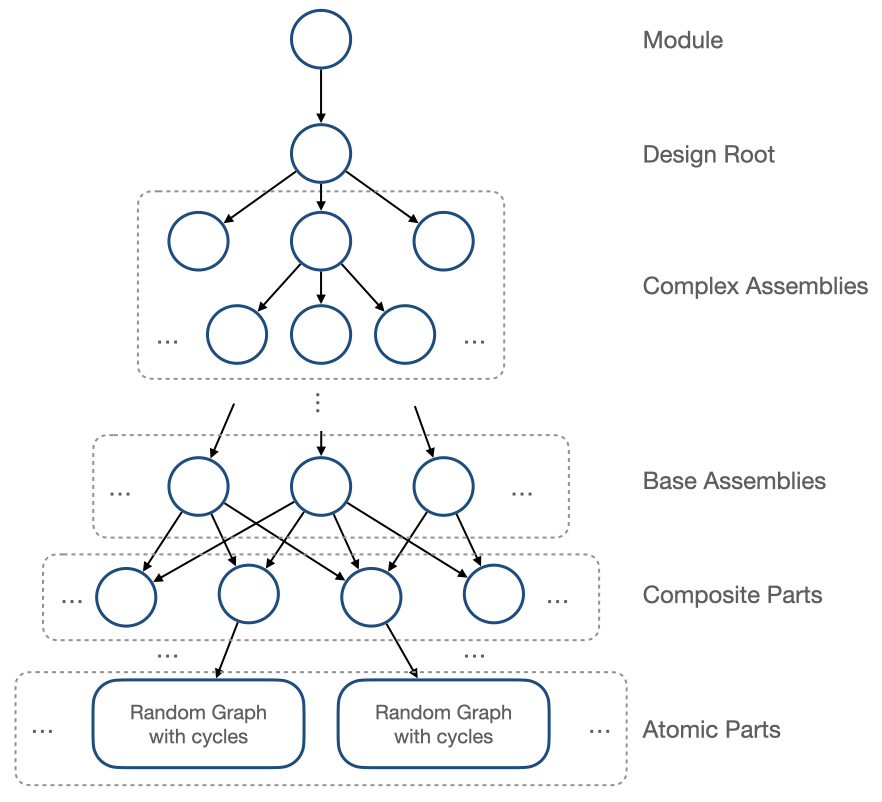 Module
Design Root
Complex Assemblies
... ...
⋮
Base Assemblies
... ...
Composite Parts
... ...
... ...
Random Graph
with cycles
Random Graph
with cycles
... ...
Atomic Parts